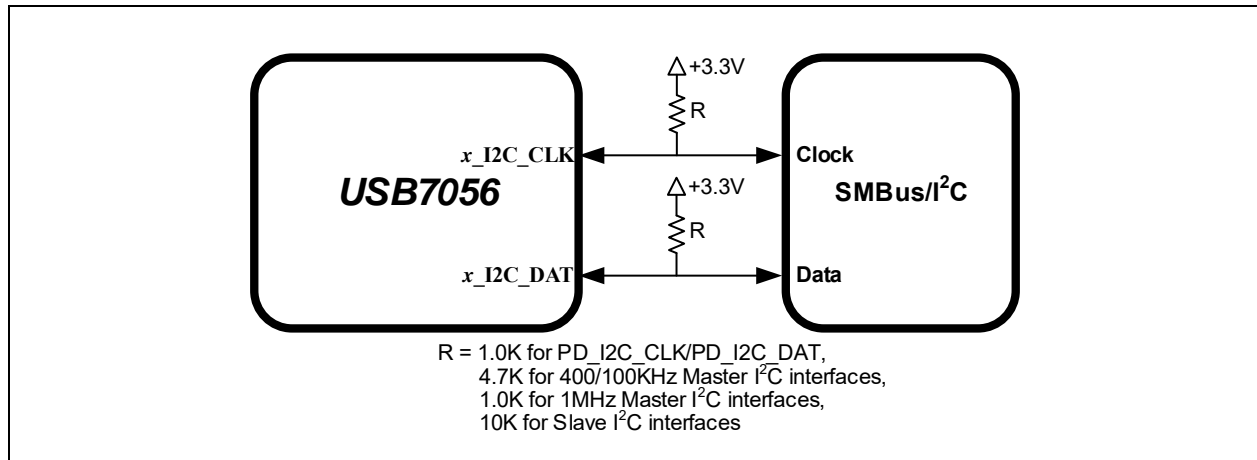 +3.3V
R
x_I2C_CLK
Clock
USB7056
+3.3V
SMBus/I²C
R
x_I2C_DAT
Data
R = 1.0K for PD_I2C_CLK/PD_I2C_DAT,
4.7K for 400/100KHz Master I²C interfaces,
1.0K for 1MHz Master I²C interfaces,
10K for Slave I²C interfaces